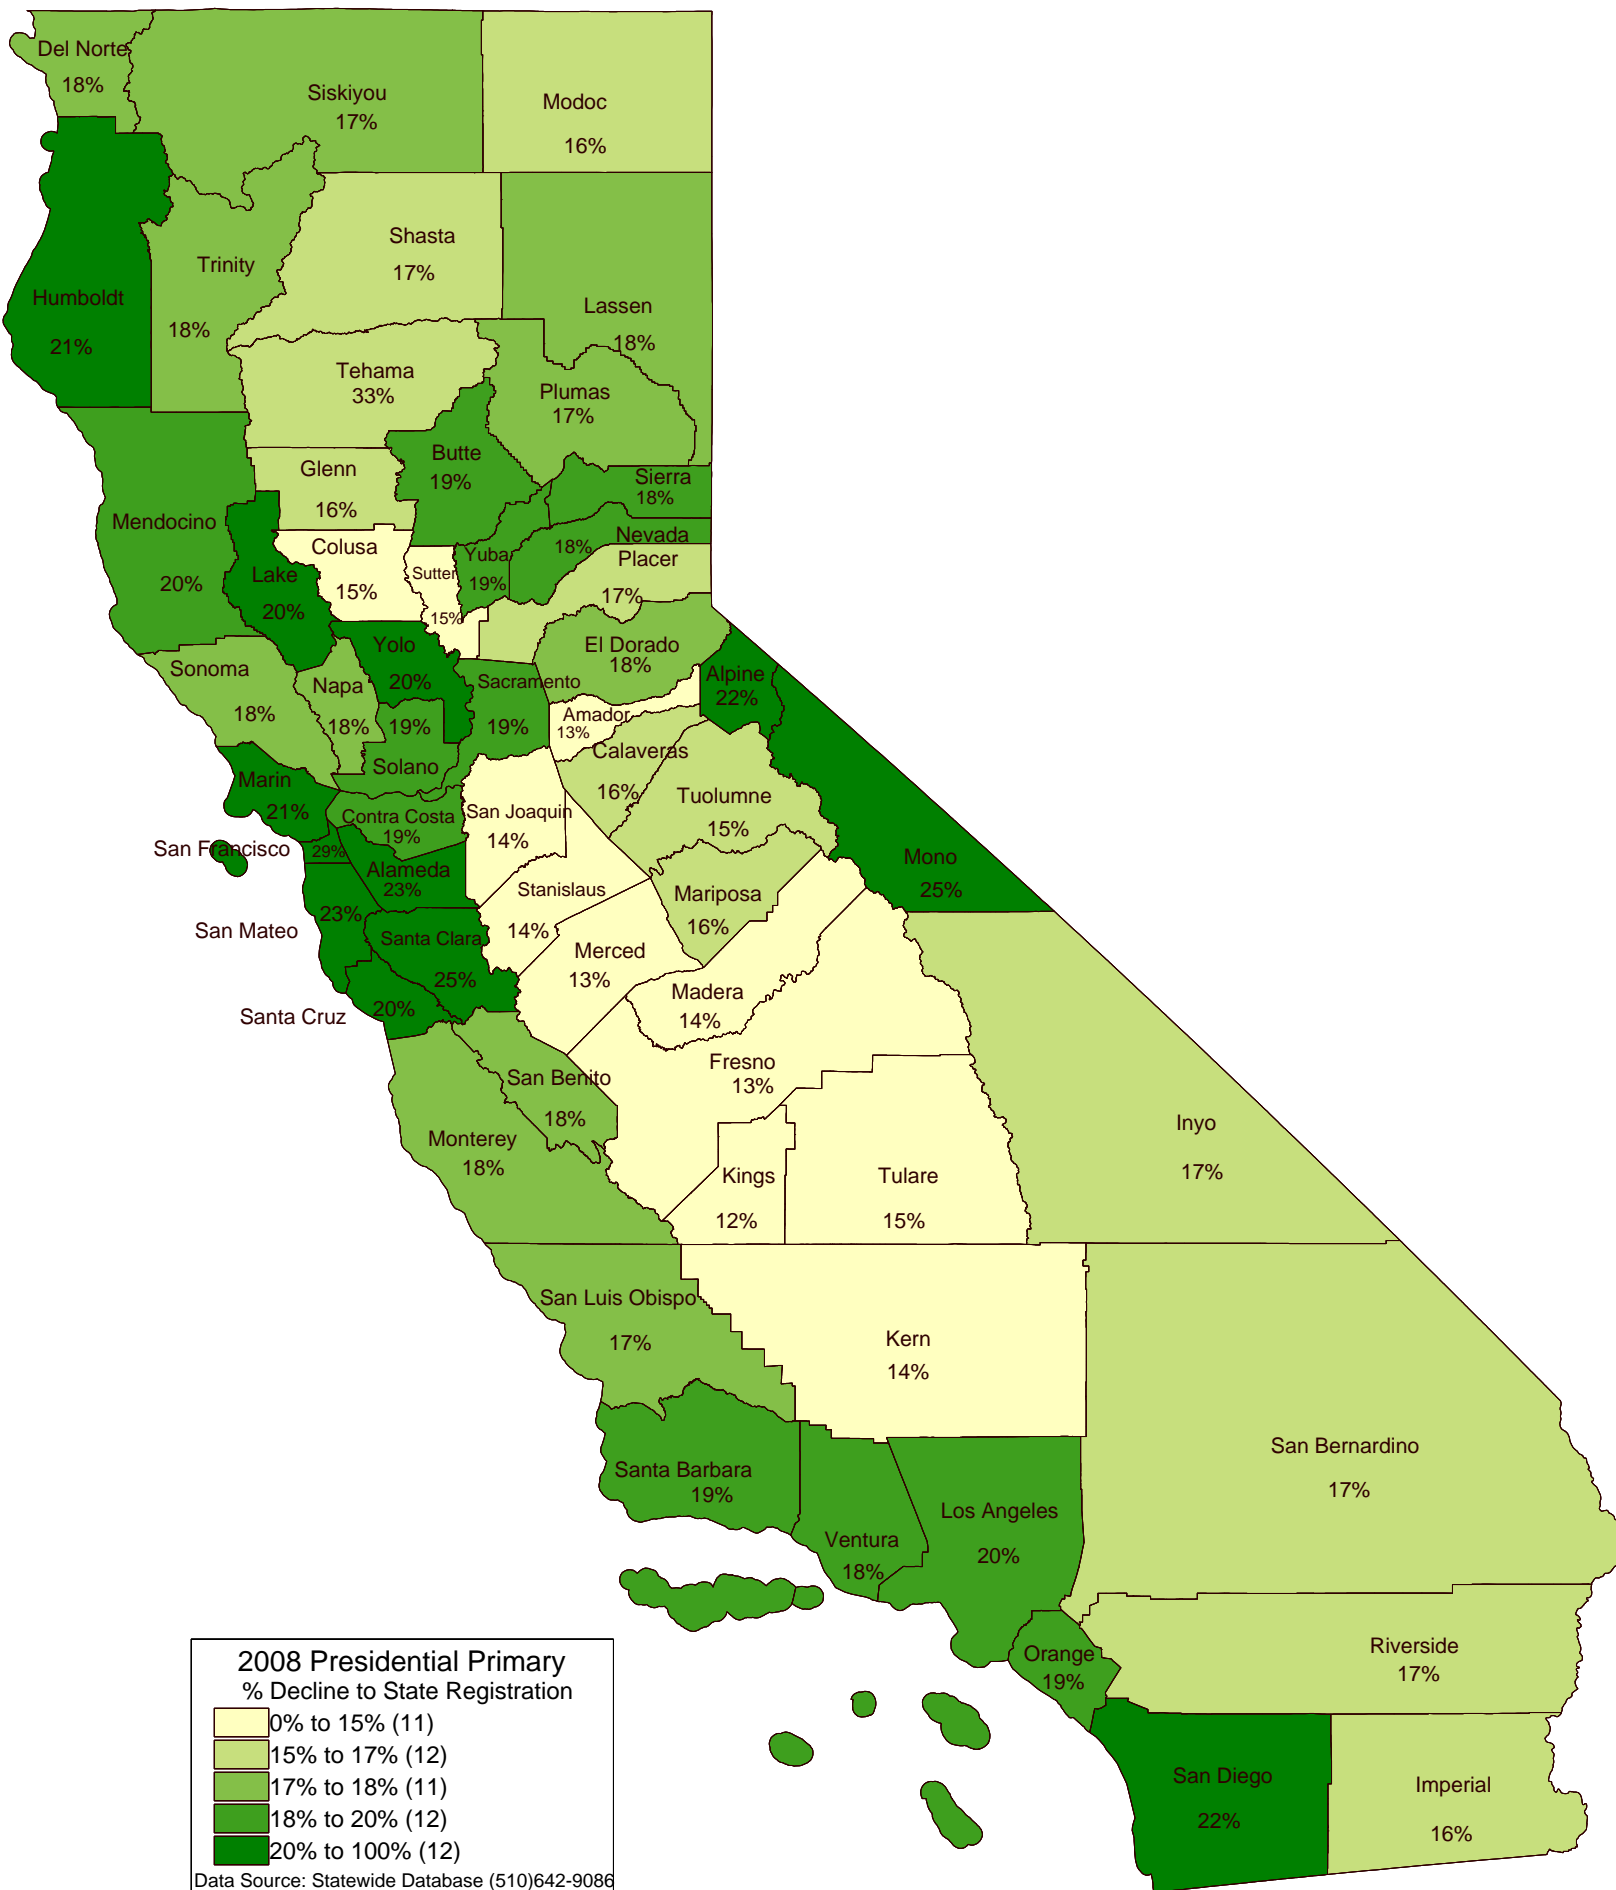 Del Norte
18%
Siskiyou
17%
Modoc
16%
Shasta
17%
Trinity
18%
Humboldt
21%
Lassen
18%
Tehama
33%
Plumas
17%
Butte
19%
Glenn
16%
Sierra
18%
Mendocino
20%
Nevada
18%
Colusa
15%
Sutter
15%
Yuba
19%
Placer
17%
Lake
20%
Yolo
20%
El Dorado
18%
Sonoma
18%
Napa
18%
Sacramento
19%
Alpine
22%
Amador
13%
19%
Solano
Calaveras
16%
Marin
21%
Contra Costa
19%
San Joaquin
14%
Tuolumne
15%
San Francisco
29%
Alameda
23%
Mono
25%
Stanislaus
14%
Mariposa
16%
San Mateo
23%
Santa Clara
25%
Merced
13%
Madera
14%
Santa Cruz
20%
Fresno
13%
San Benito
18%
Monterey
18%
Inyo
17%
Kings
12%
Tulare
15%
San Luis Obispo
17%
Kern
14%
San Bernardino
17%
Santa Barbara
19%
Ventura
18%
Los Angeles
20%
Orange
19%
Riverside
17%
San Diego
22%
Imperial
16%
2008 Presidential Primary
% Decline to State Registration
0% to 15% (11)
15% to 17% (12)
17% to 18% (11)
18% to 20% (12)
20% to 100% (12)
Data Source: Statewide Database (510)642-9086